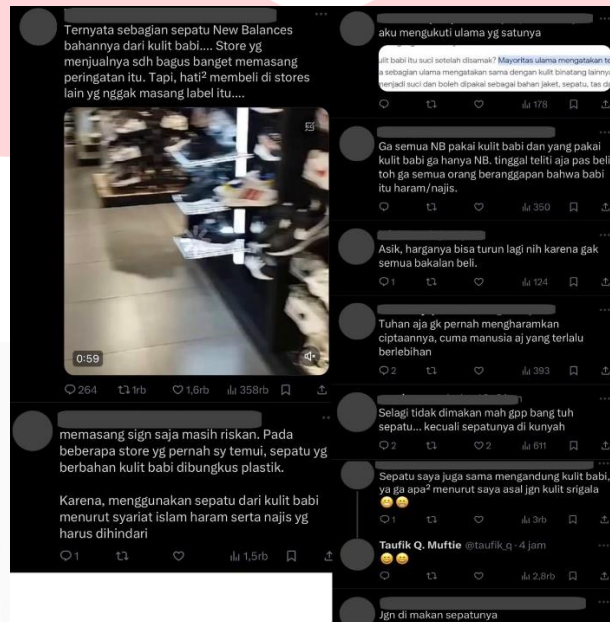 Ternyata sebagian sepatu New Balances
bahannya dari kulit babi.... Store yg
menjualnya sdh bagus banget memasang
peringatan itu. Tapi, hati² membeli di stores
lain yg nggak masang label itu....
0:59
264 1rb 1,6rb 358rb
memasang sign saja masih riskan. Pada
beberapa store yg pernah sy temui, sepatu yg
berbahan kulit babi dibungkus plastik.
Karena, menggunakan sepatu dari kulit babi
menurut syariat islam haram serta najis yg
harus dihindari
1 1,5rb
aku mengikuti ulama yg satunya
kulit babi itu suci setelah disamak? Mayoritas ulama mengatakan
a sebagian ulama mengatakan sama dengan kulit binatang lainny
menjadi suci dan boleh dipakai sebagai bahan jaket, sepatu, tas
178
Ga semua NB pakai kulit babi dan yang pakai
kulit babi ga hanya NB. tinggal teliti aja pas beli
toh ga semua orang beranggapan bahwa babi
itu haram/najis.
350
Asik, harganya bisa turun lagi nih karena gak
semua bakalan beli.
1 124
Tuhan aja gk pernah mengharamkan
ciptaannya, cuma manusia aj yang terlalu
berlebihan
2 393
Selagi tidak dimakan mah gpp bang tuh
sepatu... kecuali sepatunya di kunyah
2 2 611
Sepatu saya juga sama mengandung kulit babi,
ya ga apa² menurut saya asal jgn kulit srigala
😄😄
1 3rb
Taufik Q. Muftie @taufik_q · 4 jam
😄😄
2,8rb
Jgn di makan sepatunya